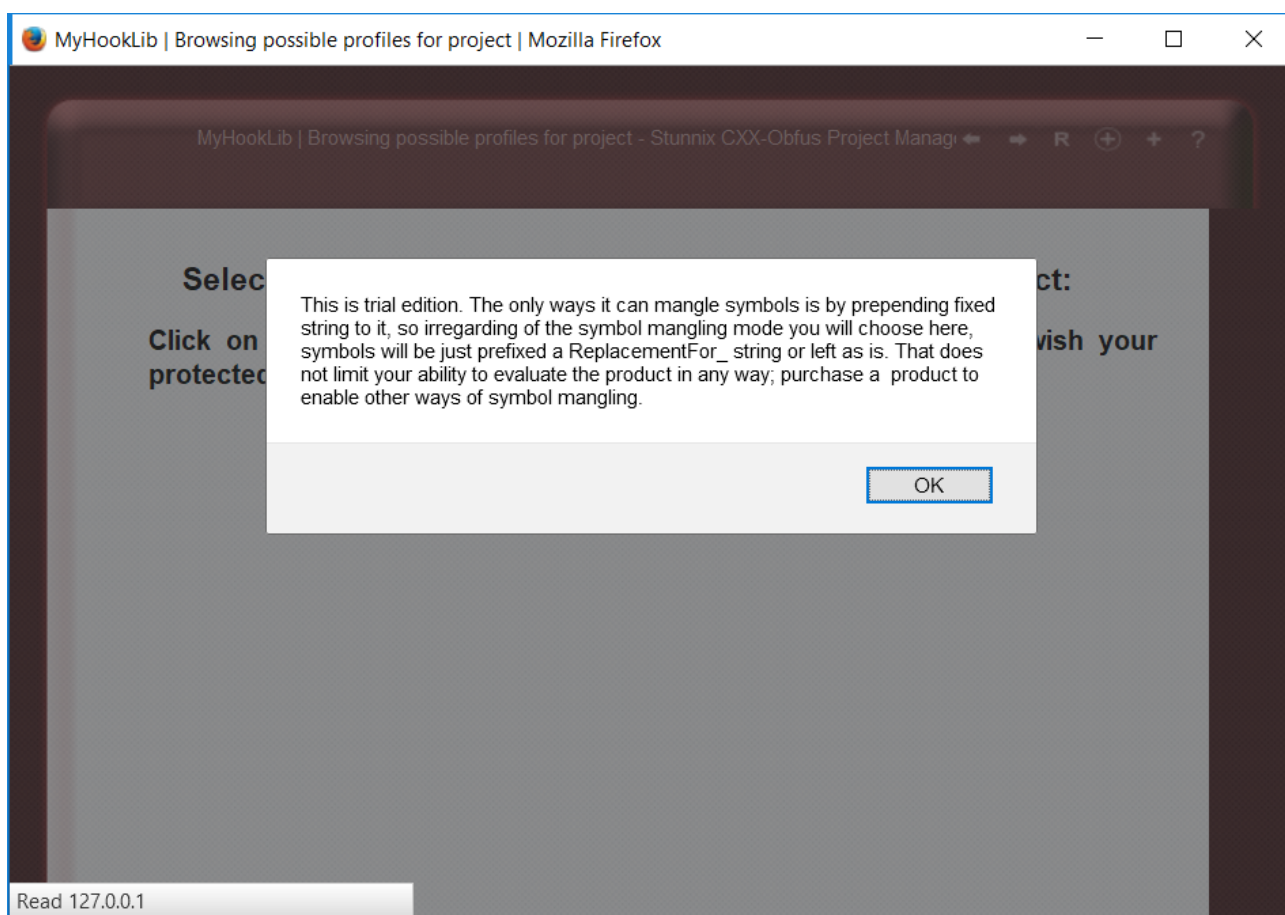 MyHookLib | Browsing possible profiles for project | Mozilla Firefox
MyHookLib | Browsing possible profiles for project - Stunnix CXX-Obfus Project Manag
R + + ?
Selec
ct:
This is trial edition. The only ways it can mangle symbols is by prepending fixed
string to it, so irregarding of the symbol mangling mode you will choose here,
symbols will be just prefixed a ReplacementFor_ string or left as is. That does
not limit your ability to evaluate the product in any way; purchase a product to
enable other ways of symbol mangling.
Click on
wish your
protected
OK
Read 127.0.0.1